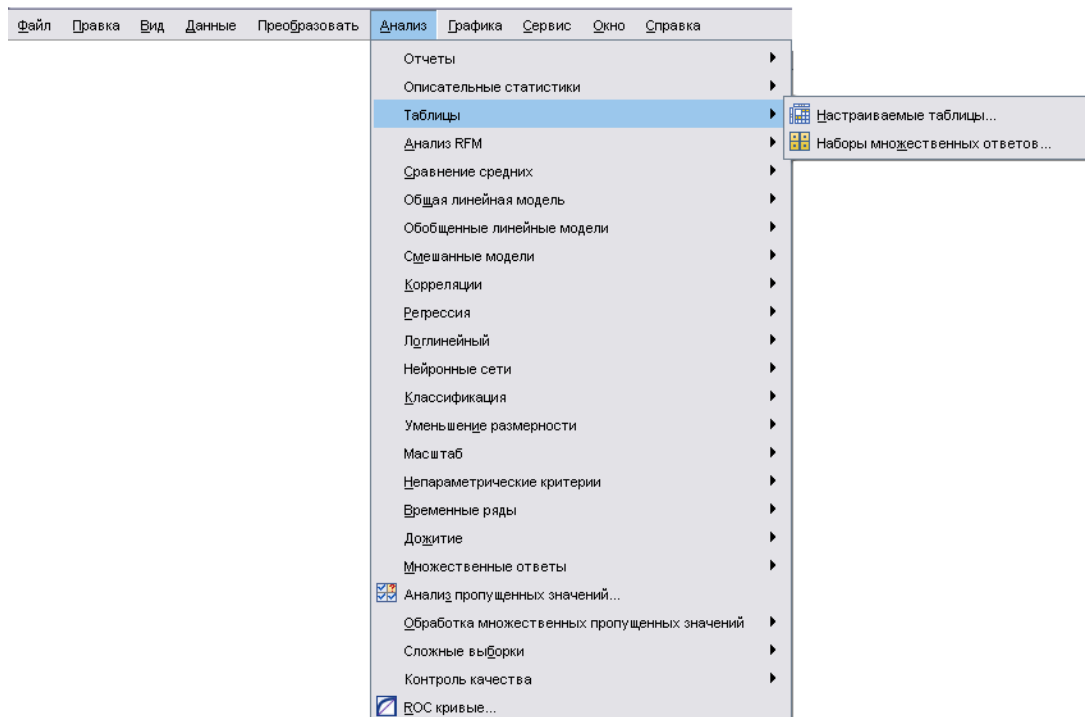 Файл Правка Вид Данные Преобразовать Анализ Графика Сервис Окно Справка
Отчеты
Описательные статистики
Таблицы
Настраиваемые таблицы...
Анализ RFM
Наборы множественных ответов...
Сравнение средних
Общая линейная модель
Обобщенные линейные модели
Смешанные модели
Корреляции
Регрессия
Логлинейный
Нейронные сети
Классификация
Уменьшение размерности
Масштаб
Непараметрические критерии
Временные ряды
Дожитие
Множественные ответы
Анализ пропущенных значений...
Обработка множественных пропущенных значений
Сложные выборки
Контроль качества
ROC кривые...